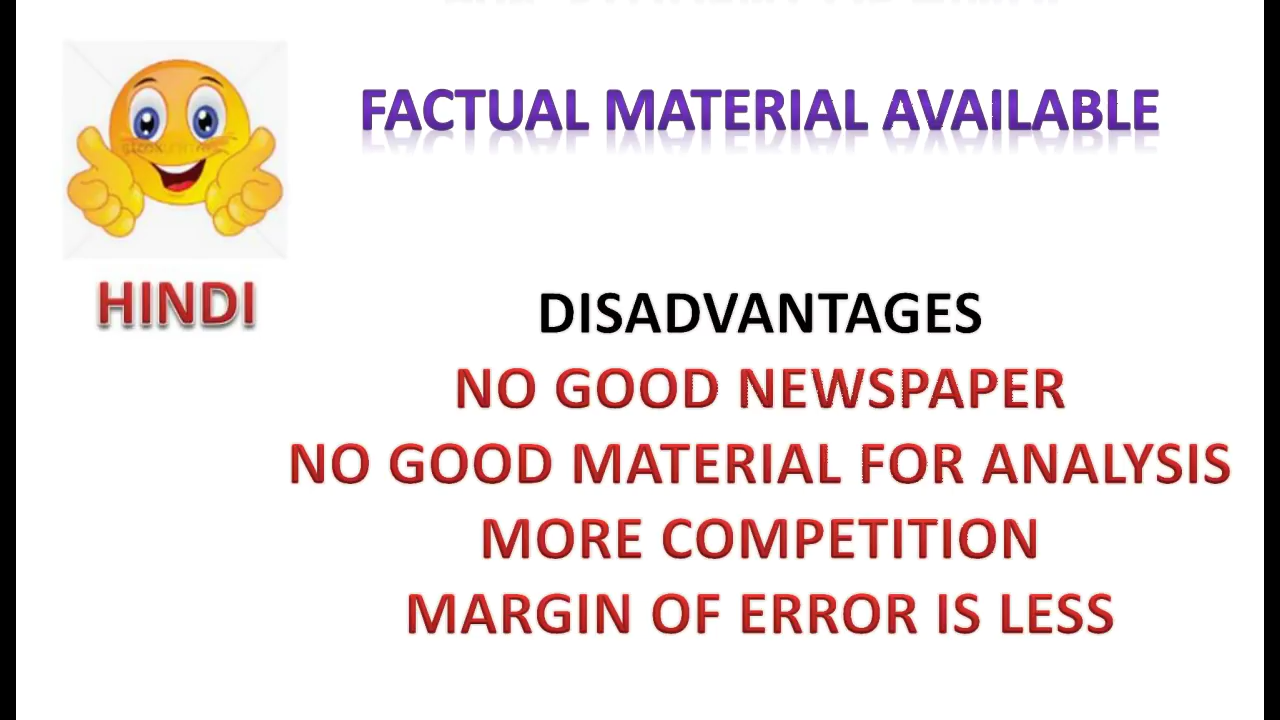 FACTUAL MATERIAL AVAILABLE
HINDI
DISADVANTAGES
NO GOOD NEWSPAPER
NO GOOD MATERIAL FOR ANALYSIS
MORE COMPETITION
MARGIN OF ERROR IS LESS